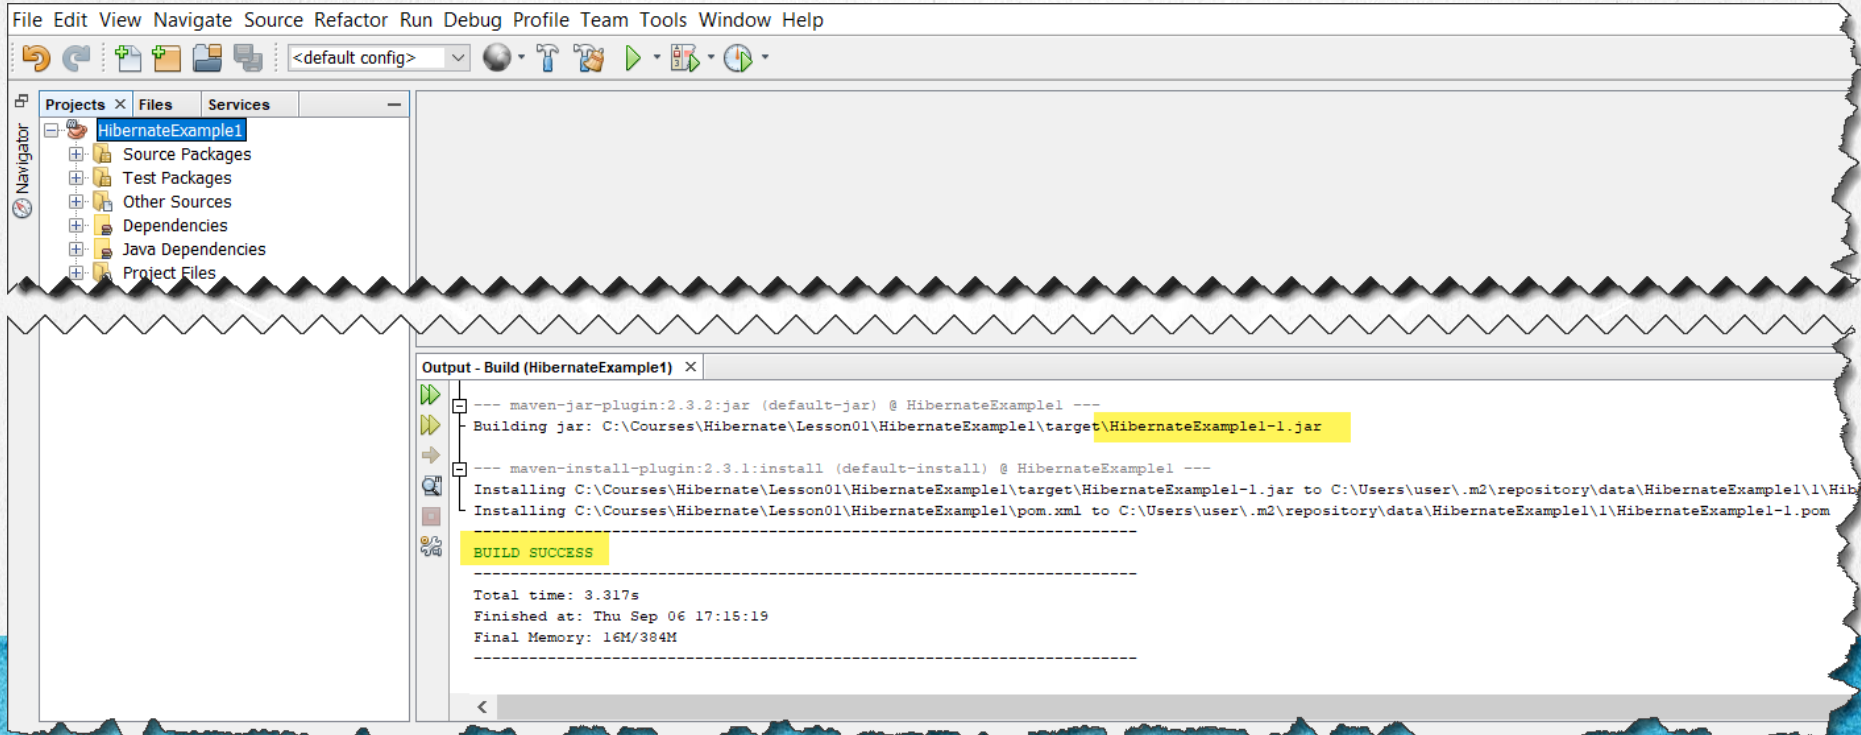 File Edit View Navigate Source Refactor Run Debug Profile Team Tools Window Help
<default config>
Projects Files Services
Navigator
HibernateExample1
Source Packages
Test Packages
Other Sources
Dependencies
Java Dependencies
Project Files
Output - Build (HibernateExample1)
--- maven-jar-plugin:2.3.2:jar (default-jar) @ HibernateExample1 ---
Building jar: C:\Courses\Hibernate\Lesson01\HibernateExample1\target\HibernateExample1-1.jar
--- maven-install-plugin:2.3.1:install (default-install) @ HibernateExample1 ---
Installing C:\Courses\Hibernate\Lesson01\HibernateExample1\target\HibernateExample1-1.jar to C:\Users\user\.m2\repository\data\HibernateExample1\1\Hib
Installing C:\Courses\Hibernate\Lesson01\HibernateExample1\pom.xml to C:\Users\user\.m2\repository\data\HibernateExample1\1\HibernateExample1-1.pom
------------------------------------------------------------------------
BUILD SUCCESS
------------------------------------------------------------------------
Total time: 3.317s
Finished at: Thu Sep 06 17:15:19
Final Memory: 16M/384M
------------------------------------------------------------------------